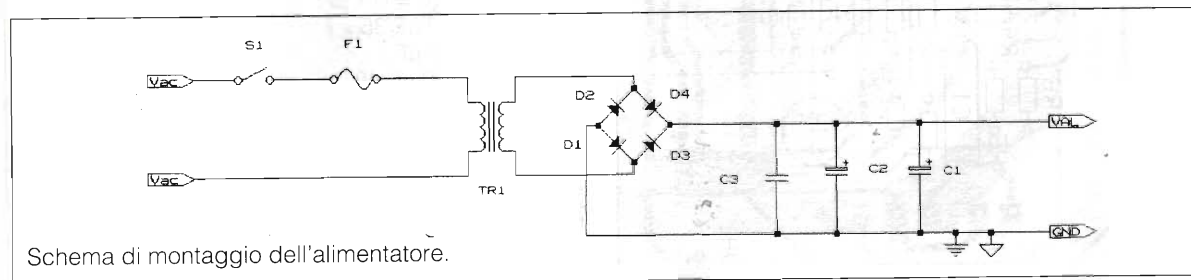 S1
F1
Vac
Vac
TR1
D2
D4
D1
D3
C3
C2
C1
VAL
GND
Schema di montaggio dell'alimentatore.